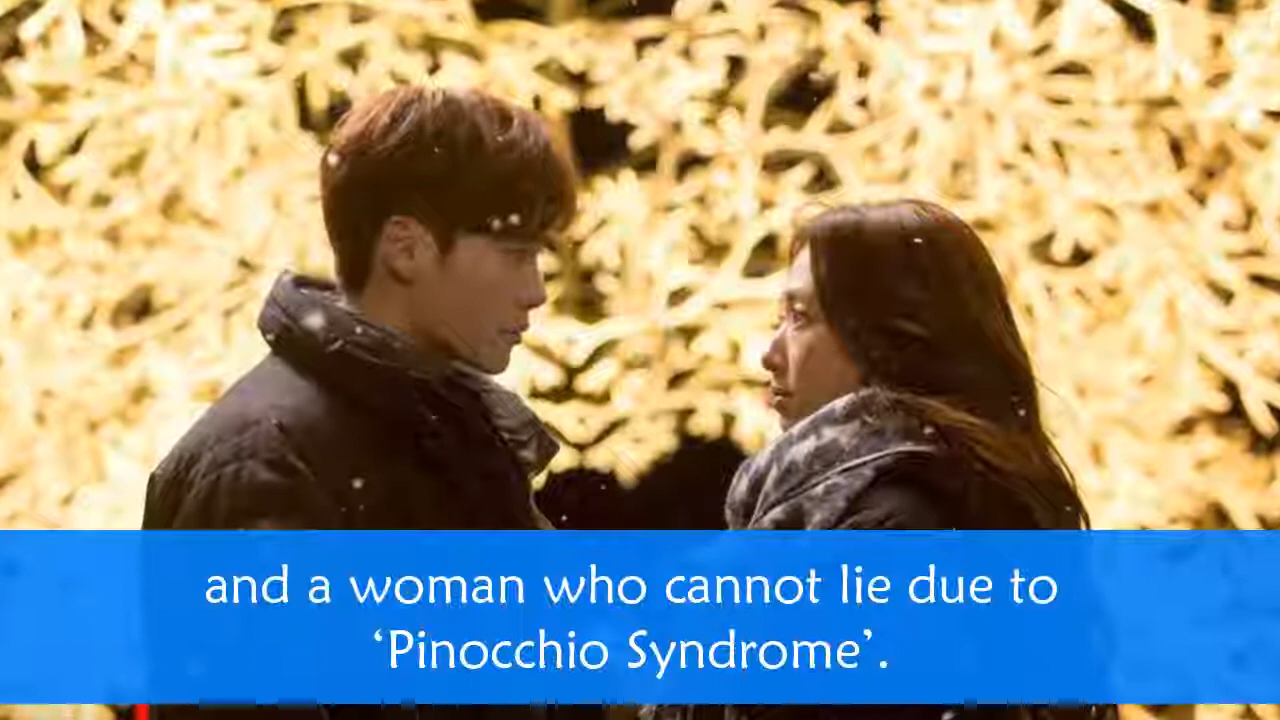 and a woman who cannot lie due to
‘Pinocchio Syndrome’.